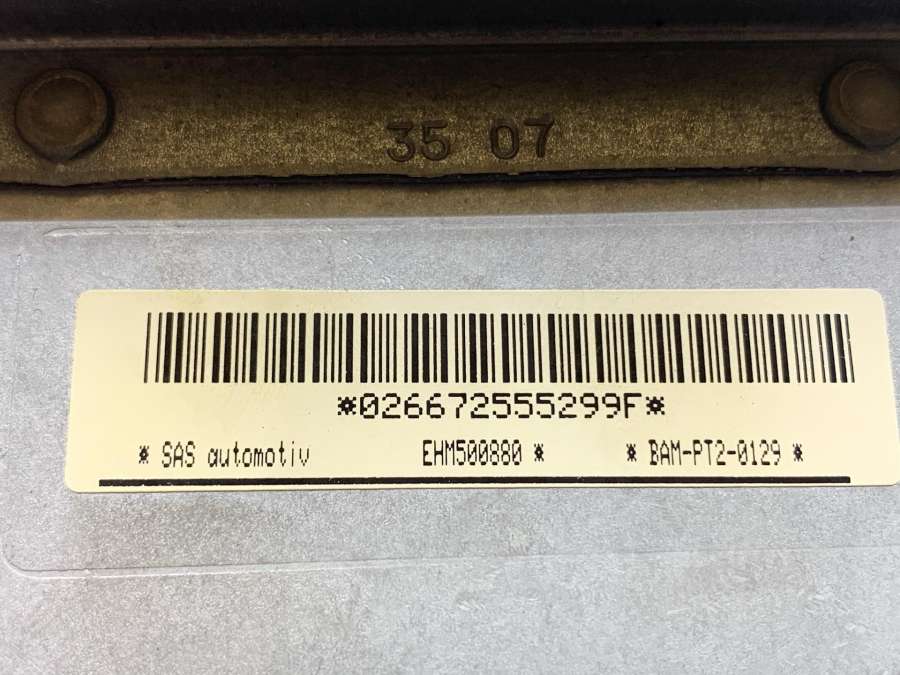 35 07
*026672555299F*
* SAS automotiv EHM500880 * * BAM-PT2-0129 *